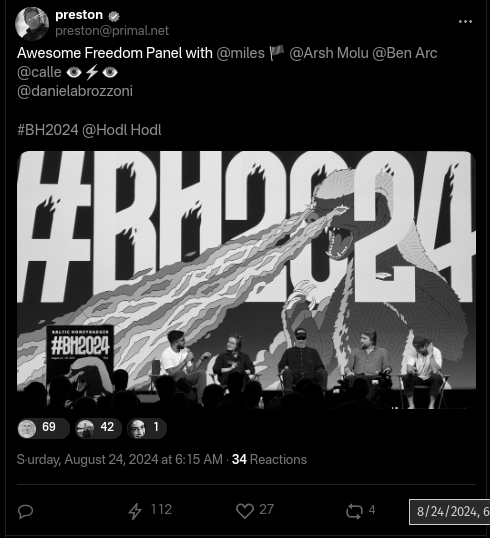 preston
preston@primal.net
Awesome Freedom Panel with @miles 🏴 @Arsh Molu @Ben Arc
@calle 👁️⚡👁️
@danielabrozzoni
#BH2024 @Hodl Hodl
#BH2024
BALTIC HONEYBADGER
#BH2024
69
42
1
S·urday, August 24, 2024 at 6:15 AM · 34 Reactions
112
27
4
8/24/2024, 6